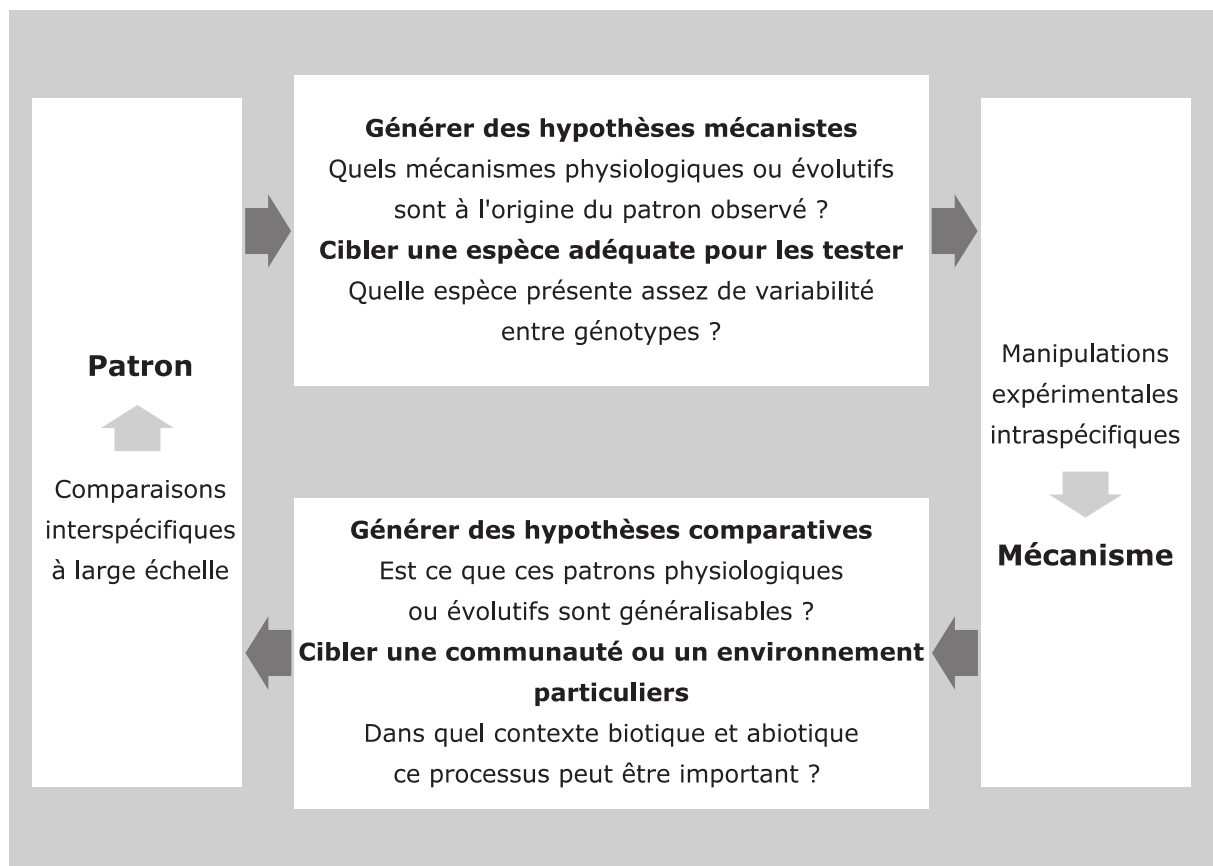 Patron
Comparaisons
interspécifiques
à large échelle
Générer des hypothèses mécanistes
Quels mécanismes physiologiques ou évolutifs
sont à l'origine du patron observé ?
Cibler une espèce adéquate pour les tester
Quelle espèce présente assez de variabilité
entre génotypes ?
Manipulations
expérimentales
intraspécifiques
Mécanisme
Générer des hypothèses comparatives
Est ce que ces patrons physiologiques
ou évolutifs sont généralisables ?
Cibler une communauté ou un environnement
particuliers
Dans quel contexte biotique et abiotique
ce processus peut être important ?